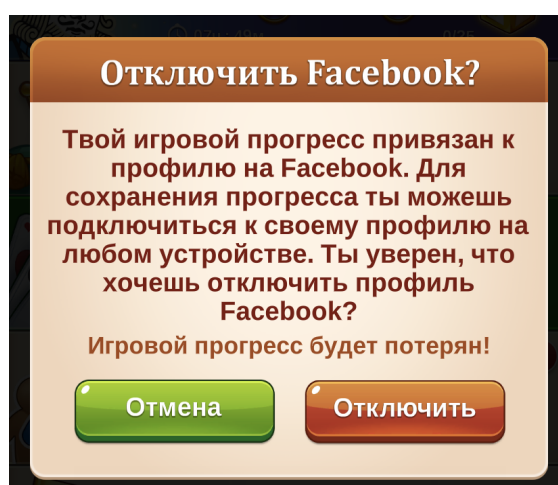 Отключить Facebook?
Твой игровой прогресс привязан к
профилю на Facebook. Для
сохранения прогресса ты можешь
подключиться к своему профилю на
любом устройстве. Ты уверен, что
хочешь отключить профиль
Facebook?
Игровой прогресс будет потерян!
Отмена
Отключить